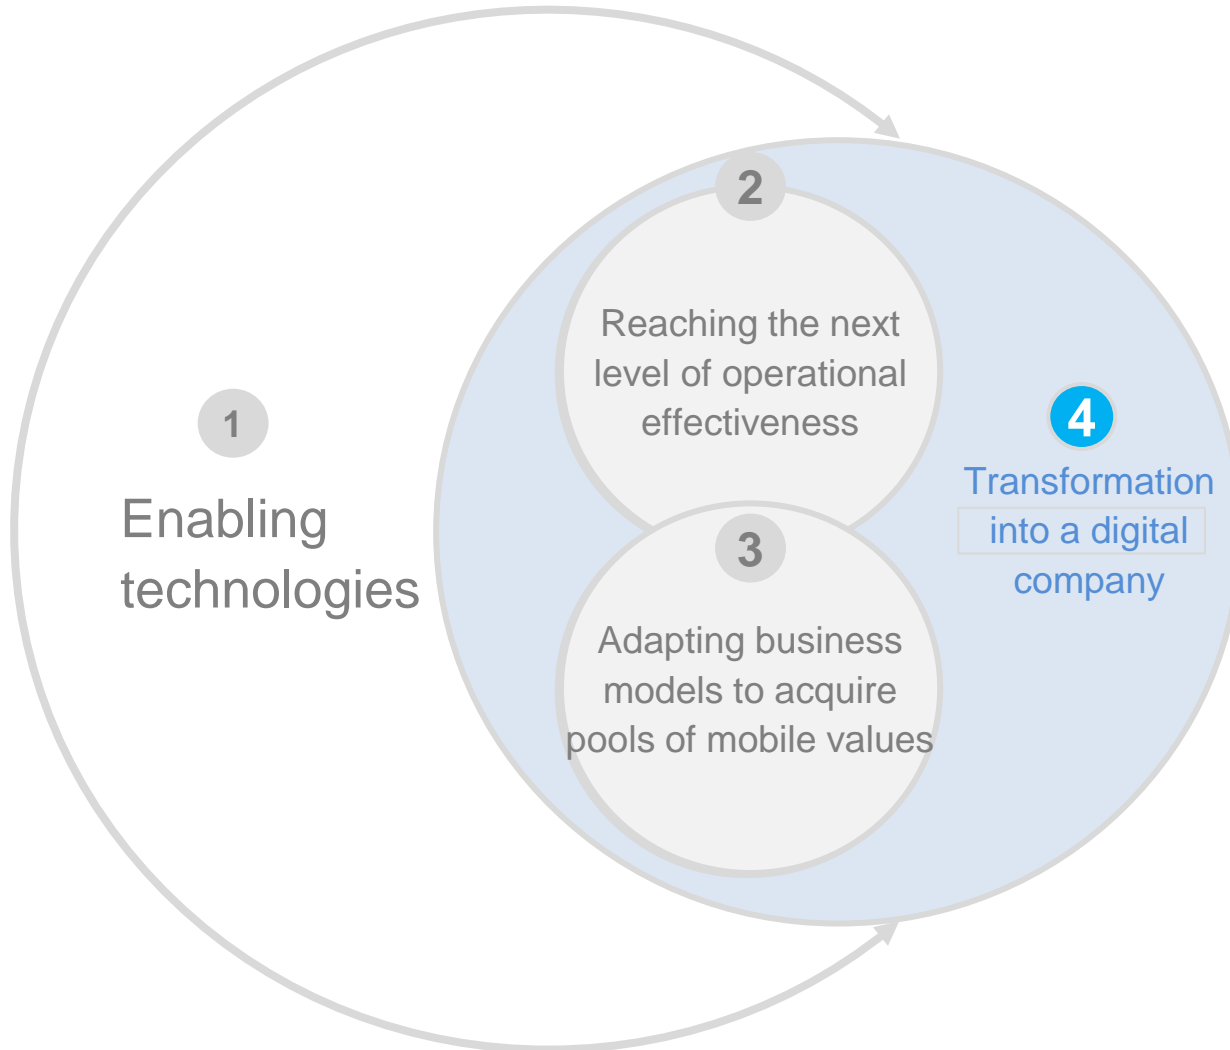 1
Enabling
technologies
2
Reaching the next
level of operational
effectiveness
3
Adapting business
models to acquire
pools of mobile values
4
Transformation
into a digital
company